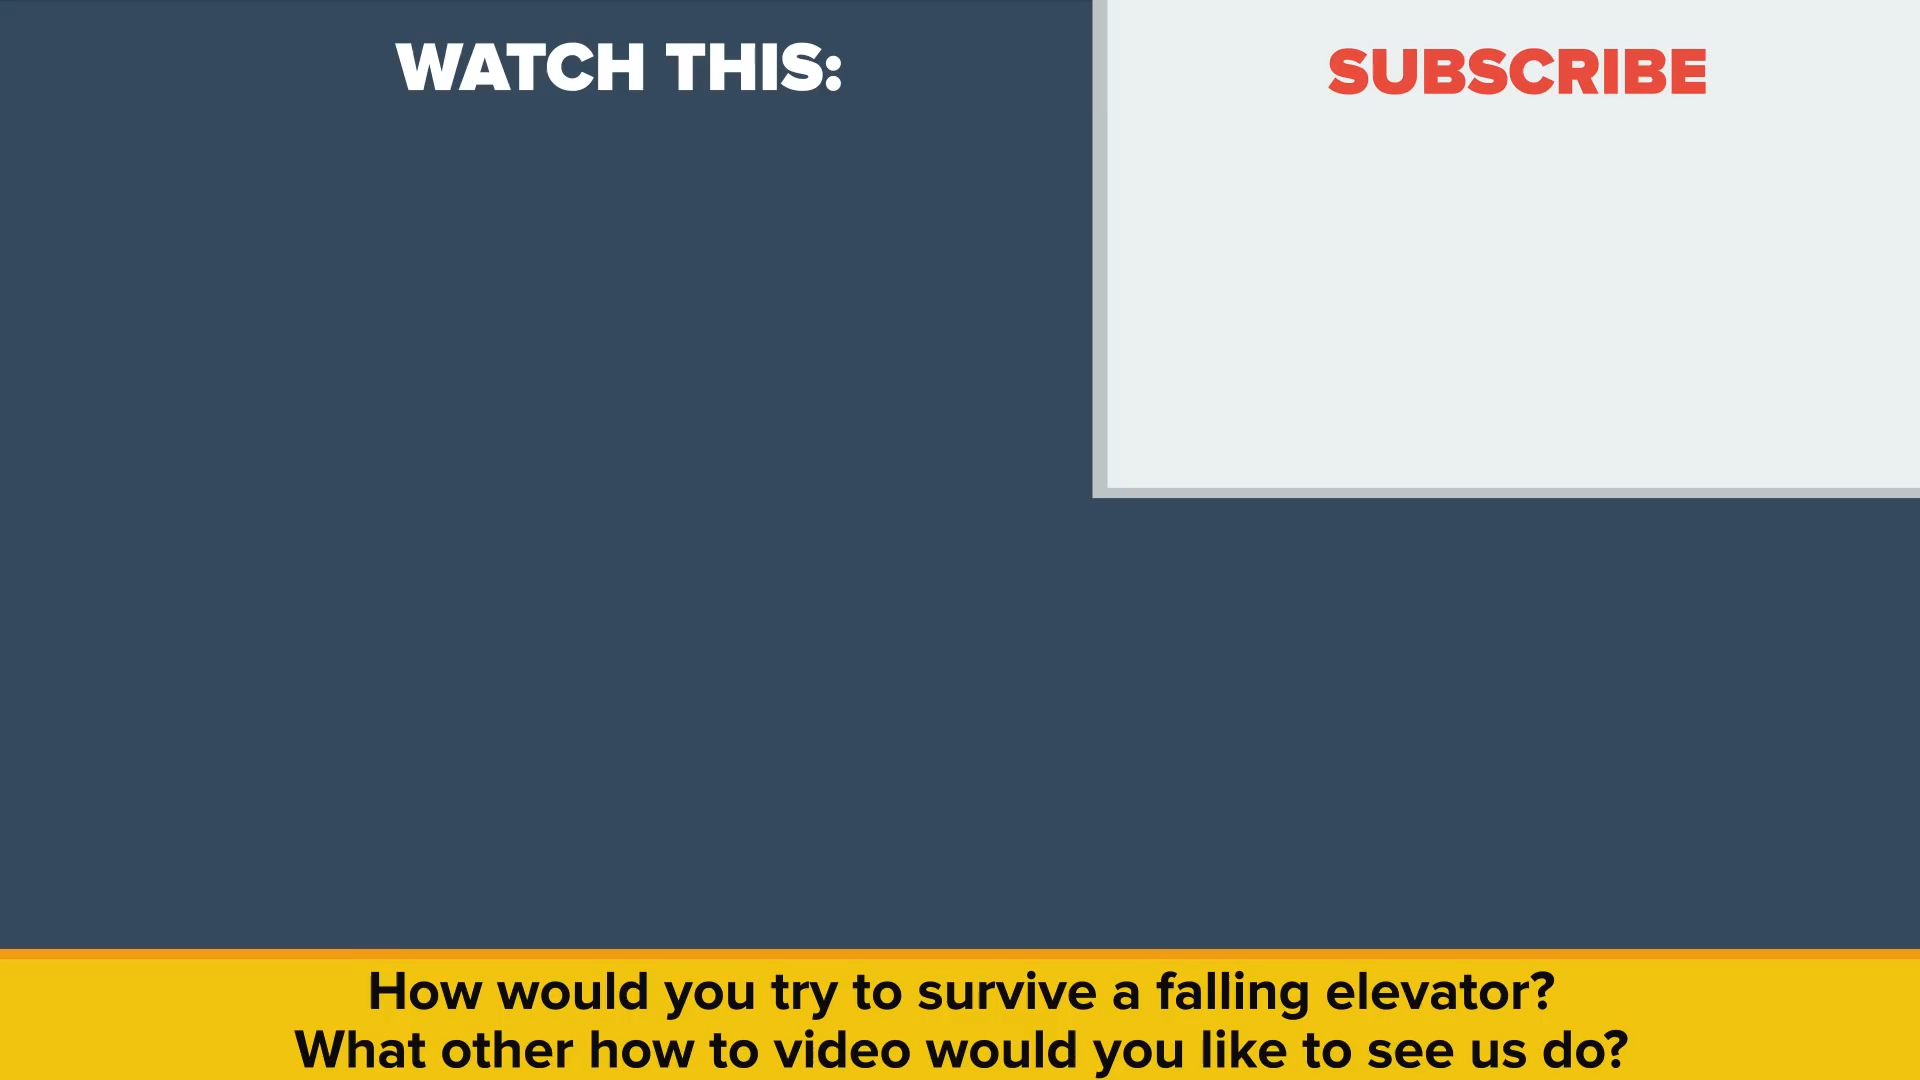 WATCH THIS:
SUBSCRIBE
How would you try to survive a falling elevator?
What other how to video would you like to see us do?